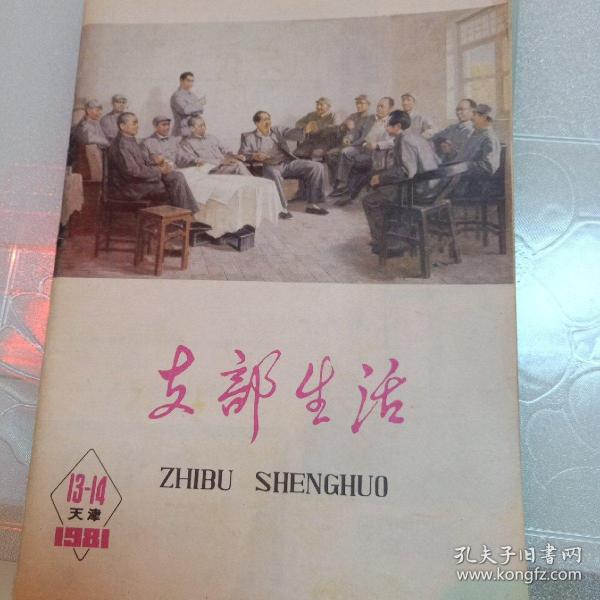 支部生活
ZHIBU SHENGHUO
13-14
天津
1981
孔夫子旧书网
www.kongfz.com